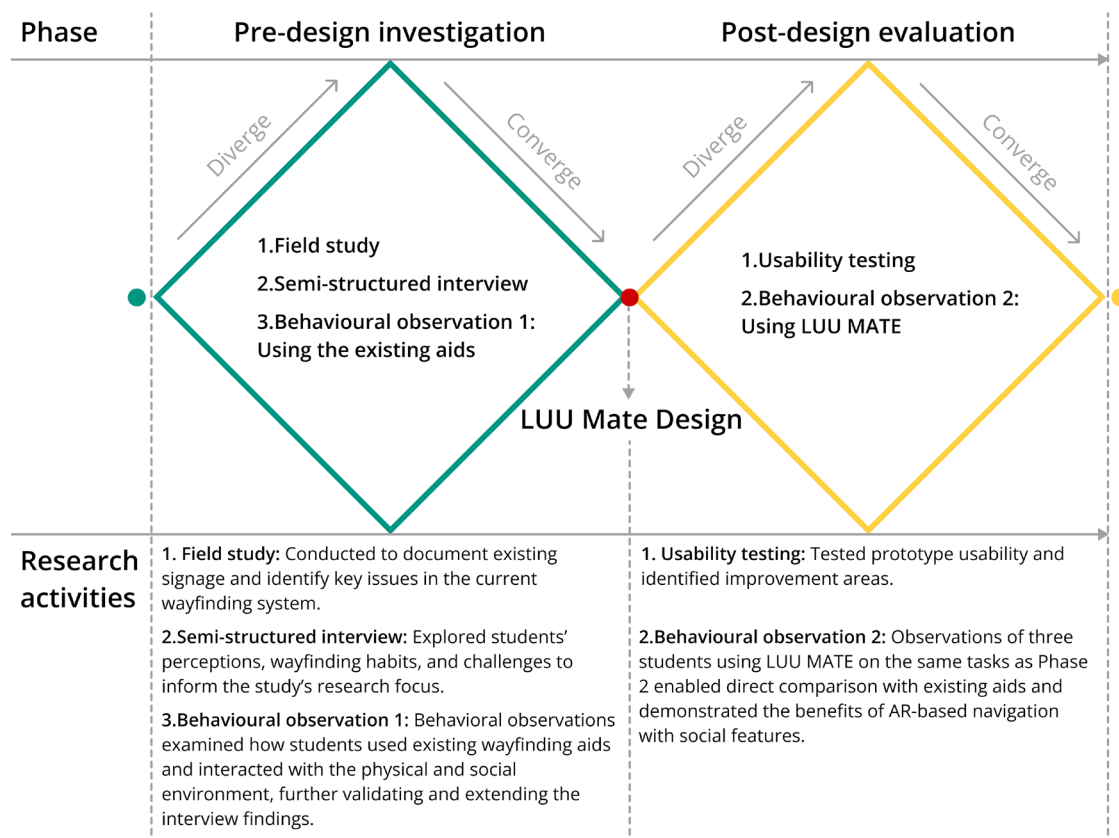 Phase
Pre-design investigation
Post-design evaluation
Diverge
Converge
Diverge
Converge
1.Field study
2.Semi-structured interview
3.Behavioural observation 1:
Using the existing aids
1.Usability testing
2.Behavioural observation 2:
Using LUU MATE
LUU Mate Design
Research
activities
1. Field study: Conducted to document existing
signage and identify key issues in the current
wayfinding system.
2.Semi-structured interview: Explored students’
perceptions, wayfinding habits, and challenges to
inform the study’s research focus.
3.Behavioural observation 1: Behavioral observations
examined how students used existing wayfinding aids
and interacted with the physical and social
environment, further validating and extending the
interview findings.
1. Usability testing: Tested prototype usability and
identified improvement areas.
2.Behavioural observation 2: Observations of three
students using LUU MATE on the same tasks as Phase
2 enabled direct comparison with existing aids and
demonstrated the benefits of AR-based navigation
with social features.